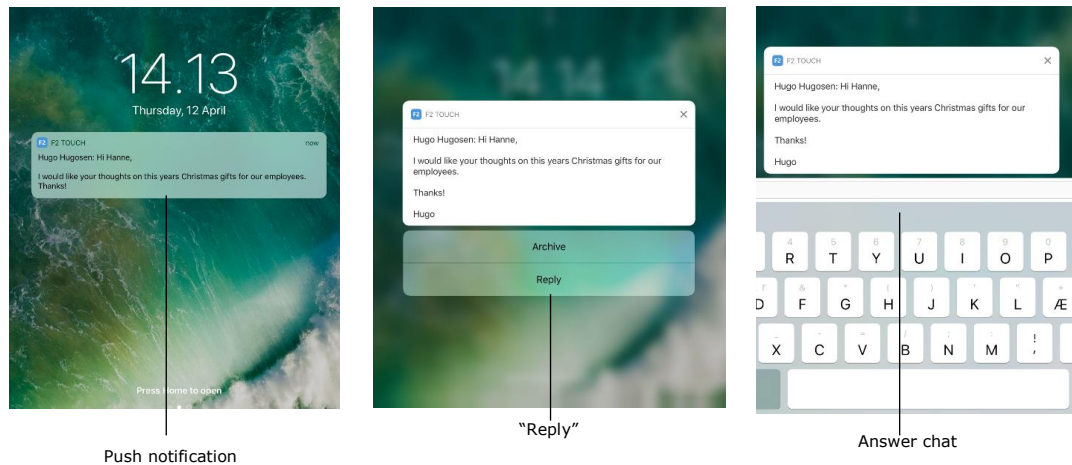 14.13
Thursday, 12 April
F2 F2 TOUCH now
Hugo Hugosen: Hi Hanne,
I would like your thoughts on this years Christmas gifts for our employees.
Thanks!
Press Home to open
Push notification
14.14
F2 F2 TOUCH
Hugo Hugosen: Hi Hanne,
I would like your thoughts on this years Christmas gifts for our
employees.
Thanks!
Hugo
Archive
Reply
"Reply"
F2 F2 TOUCH
Hugo Hugosen: Hi Hanne,
I would like your thoughts on this years Christmas gifts for our
employees.
Thanks!
Hugo
4 5 6 7 8 9 0
R T Y U I O P
& * ( ) ' " +
D F G H J K L Æ
- = / ; : !
X C V B N M ,
Answer chat